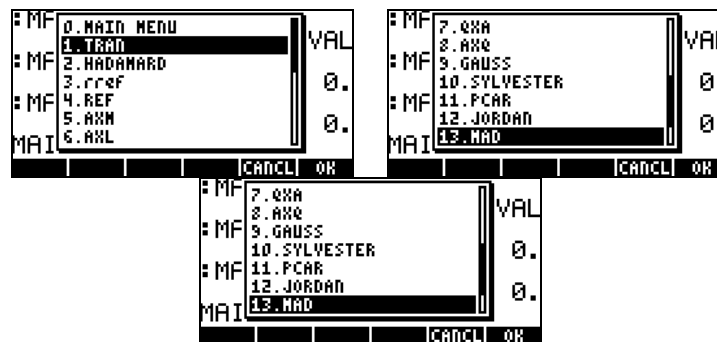 :MF
0.MAIN MENU
1.TRAN
VAL
:MF
2.HADAMARD
3.rref
0.
:MF
4.REF
5.AXM
0.
MAI
6.AXL
CANCL OK
:MF
7.QXA
8.AXQ
VAL
:MF
9.GAUSS
10.SYLVESTER
0
:MF
11.PCAR
12.JORDAN
0
MAI
13.MAD
CANCL OK
:MF
7.QXA
8.AXQ
VAL
:MF
9.GAUSS
10.SYLVESTER
0.
:MF
11.PCAR
12.JORDAN
0.
MAI
13.MAD
CANCL OK